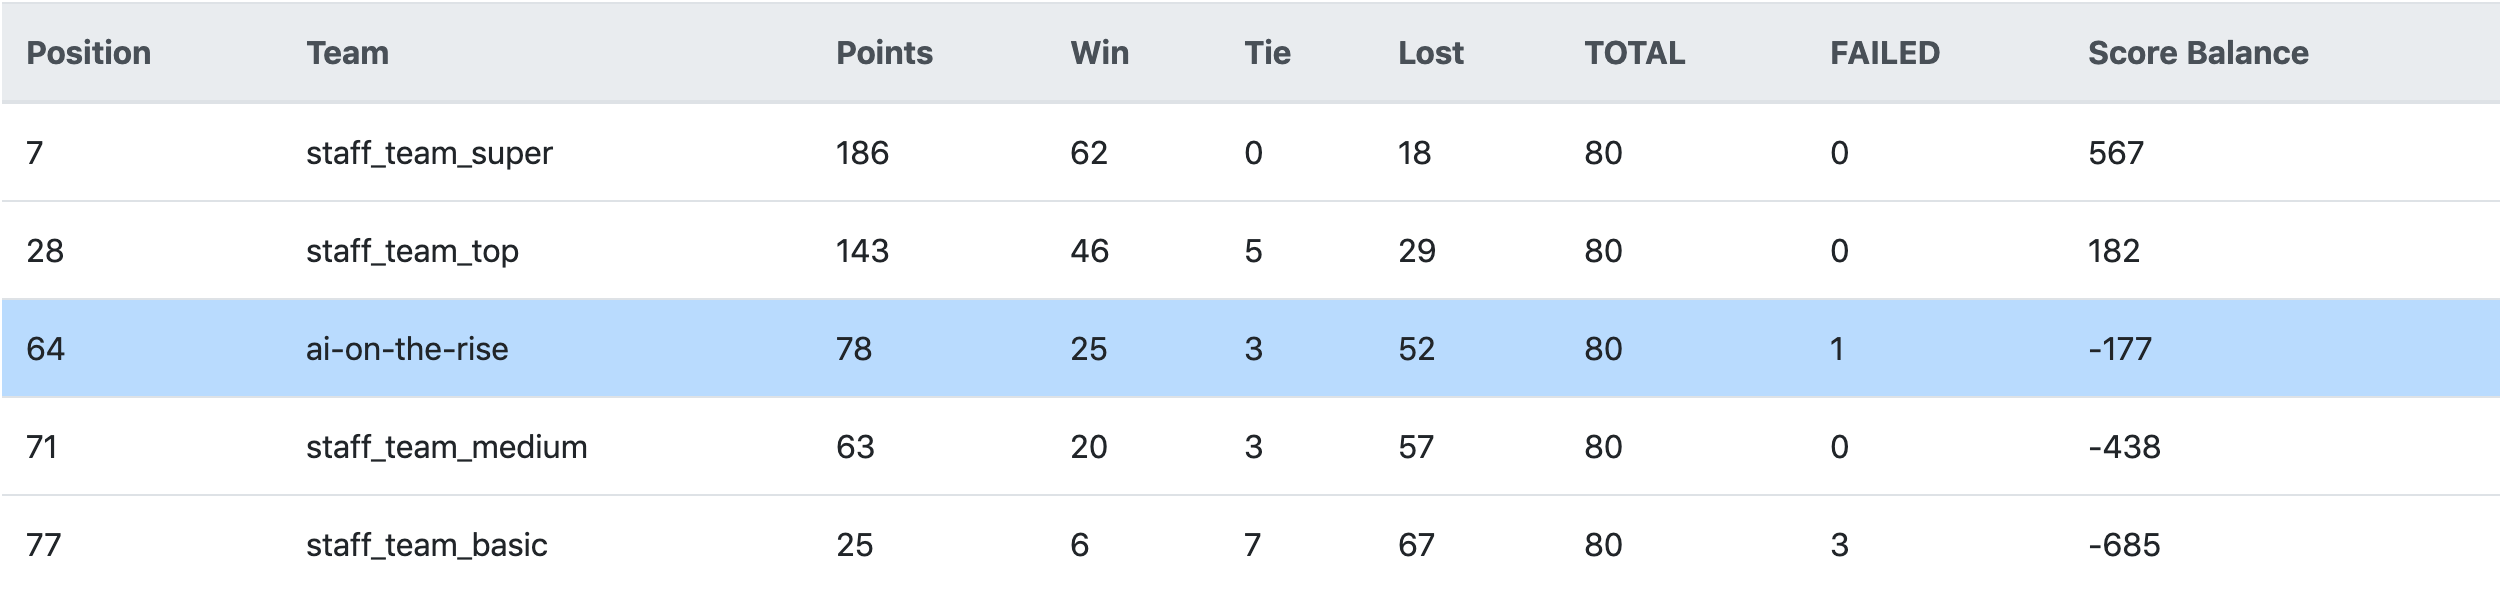 Position Team Points Win Tie Lost TOTAL FAILED Score Balance
7 staff_team_super 186 62 0 18 80 0 567
28 staff_team_top 143 46 5 29 80 0 182
64 ai-on-the-rise 78 25 3 52 80 1 -177
71 staff_team_medium 63 20 3 57 80 0 -438
77 staff_team_basic 25 6 7 67 80 3 -685